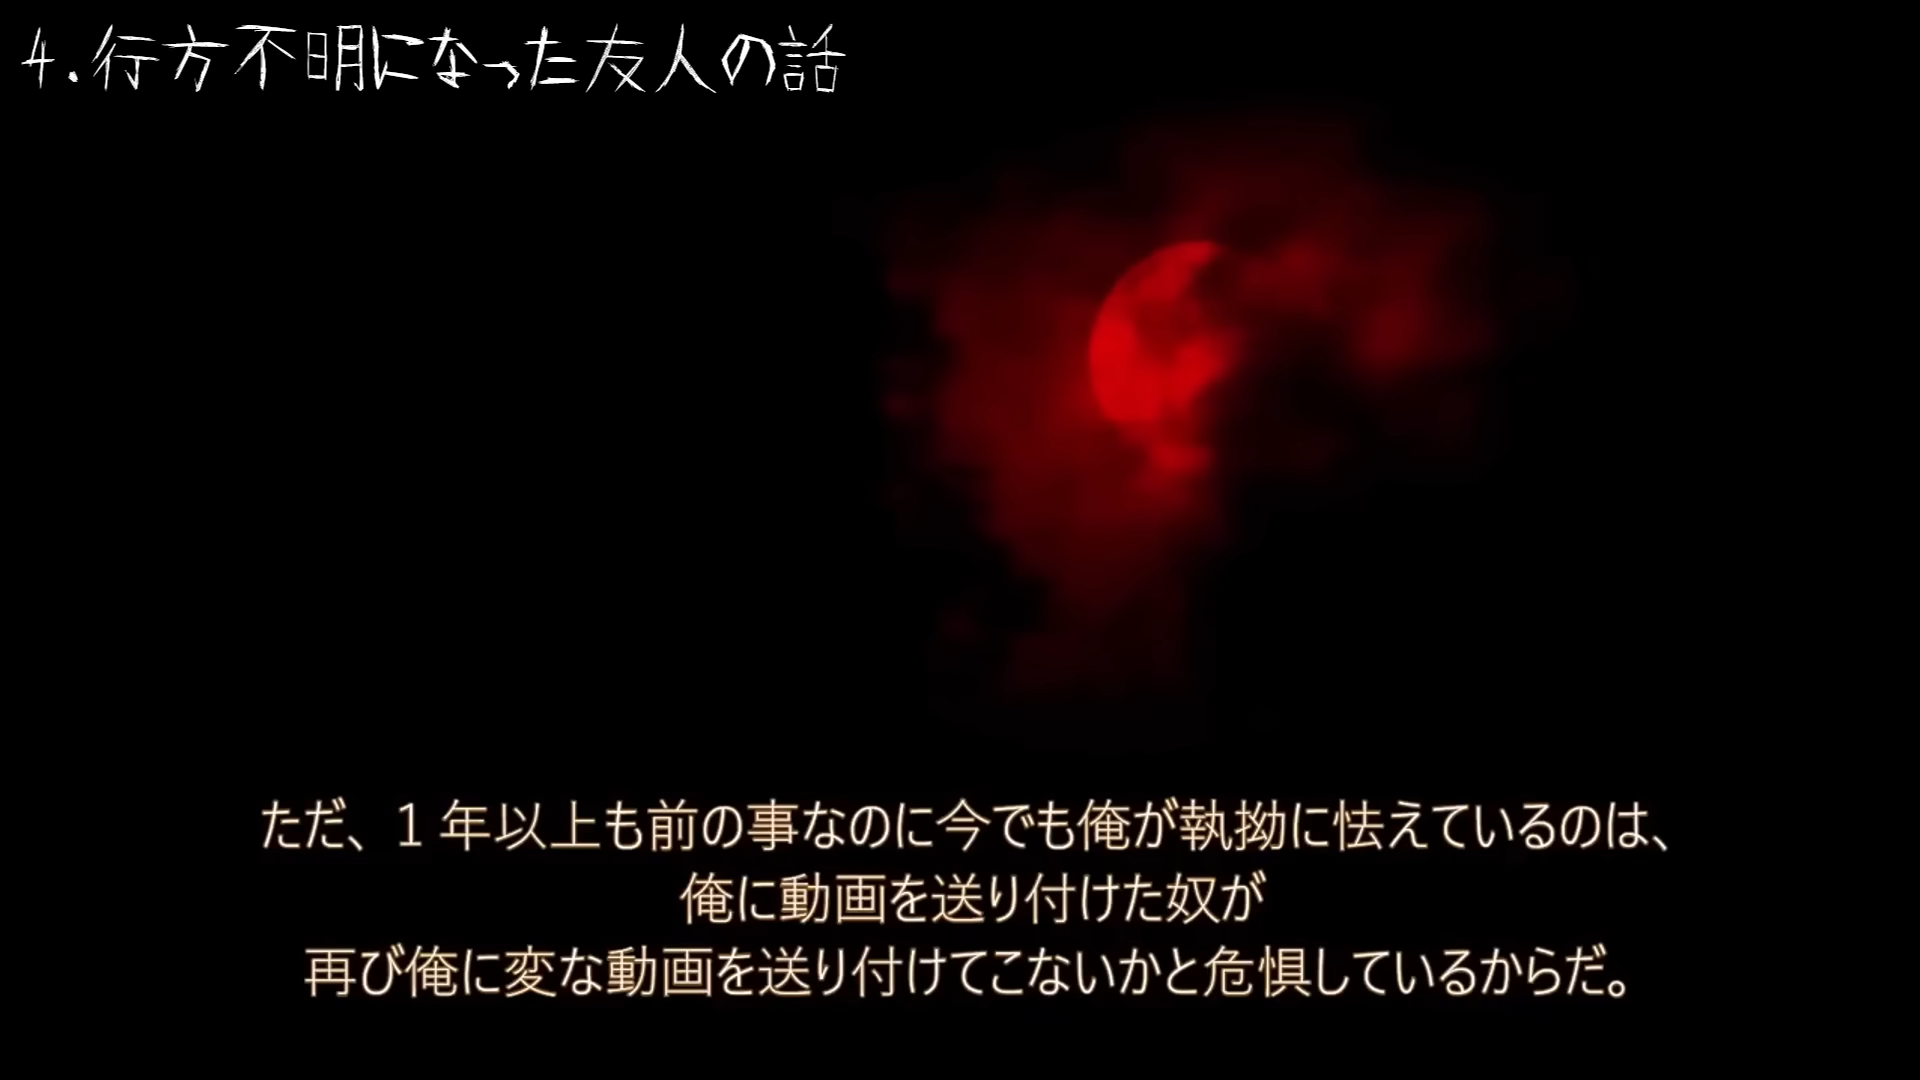 4.行方不明になった友人の話
ただ、１年以上も前の事なのに今でも俺が執拗に怯えているのは、
俺に動画を送り付けた奴が
再び俺に変な動画を送り付けてこないかと危惧しているからだ。